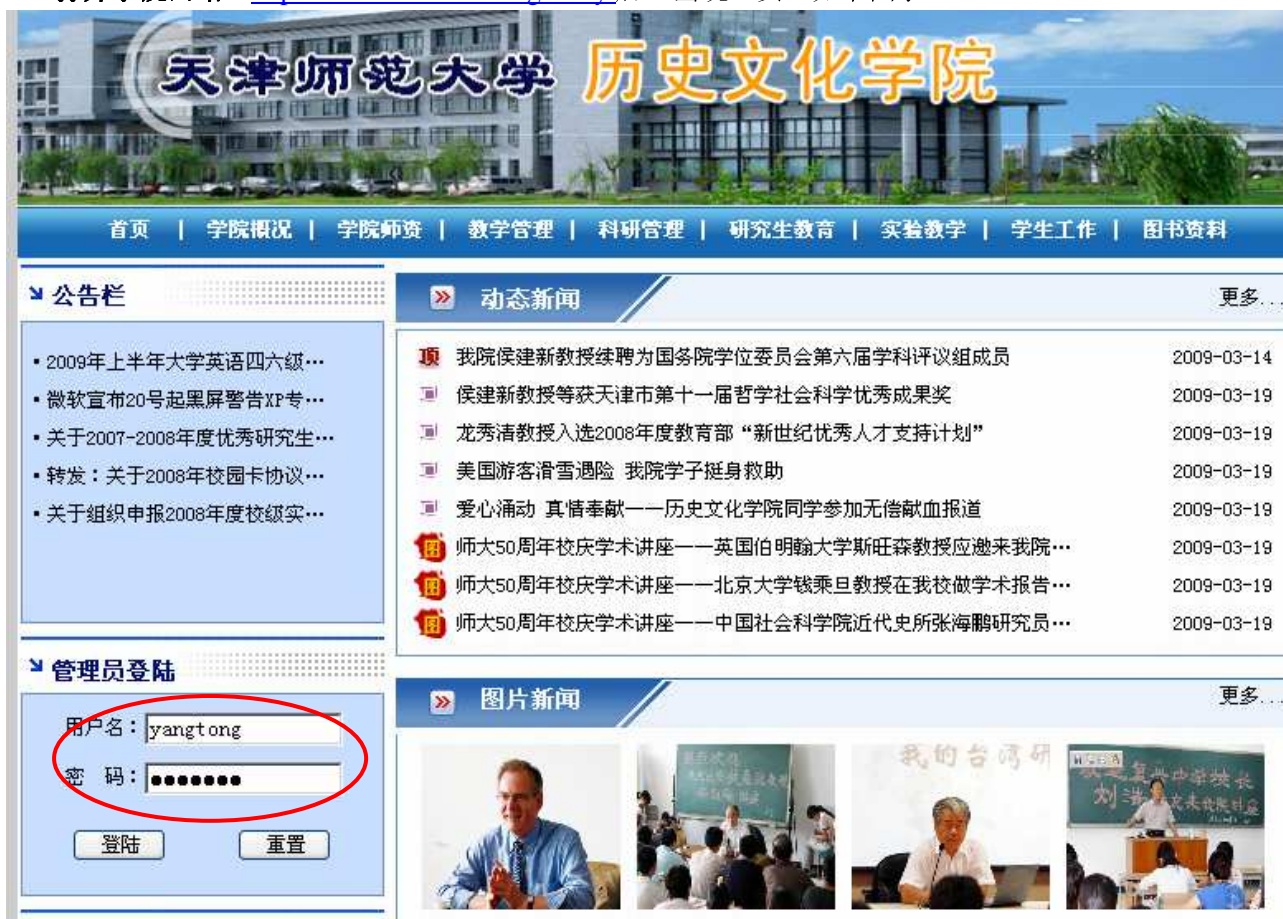 天津师范大学 历史文化学院
首页 | 学院概况 | 学院师资 | 教学管理 | 科研管理 | 研究生教育 | 实验教学 | 学生工作 | 图书资料
公告栏
• 2009年上半年大学英语四六级…
• 微软宣布20号起黑屏警告XP专…
• 关于2007-2008年度优秀研究生…
• 转发：关于2008年校园卡协议…
• 关于组织申报2008年度校级实…
管理员登陆
用户名：yangtong
密 码：●●●●●●●
登陆 重置
动态新闻 更多...
顶 我院侯建新教授续聘为国务院学位委员会第六届学科评议组成员 2009-03-14
侯建新教授等获天津市第十一届哲学社会科学优秀成果奖 2009-03-19
龙秀清教授入选2008年度教育部“新世纪优秀人才支持计划” 2009-03-19
美国游客滑雪遇险 我院学子挺身救助 2009-03-19
爱心涌动 真情奉献——历史文化学院同学参加无偿献血报道 2009-03-19
师大50周年校庆学术讲座——英国伯明翰大学斯旺森教授应邀来我院… 2009-03-19
师大50周年校庆学术讲座——北京大学钱乘旦教授在我校做学术报告… 2009-03-19
师大50周年校庆学术讲座——中国社会科学院近代史所张海鹏研究员… 2009-03-19
图片新闻 更多...
我的台湾研